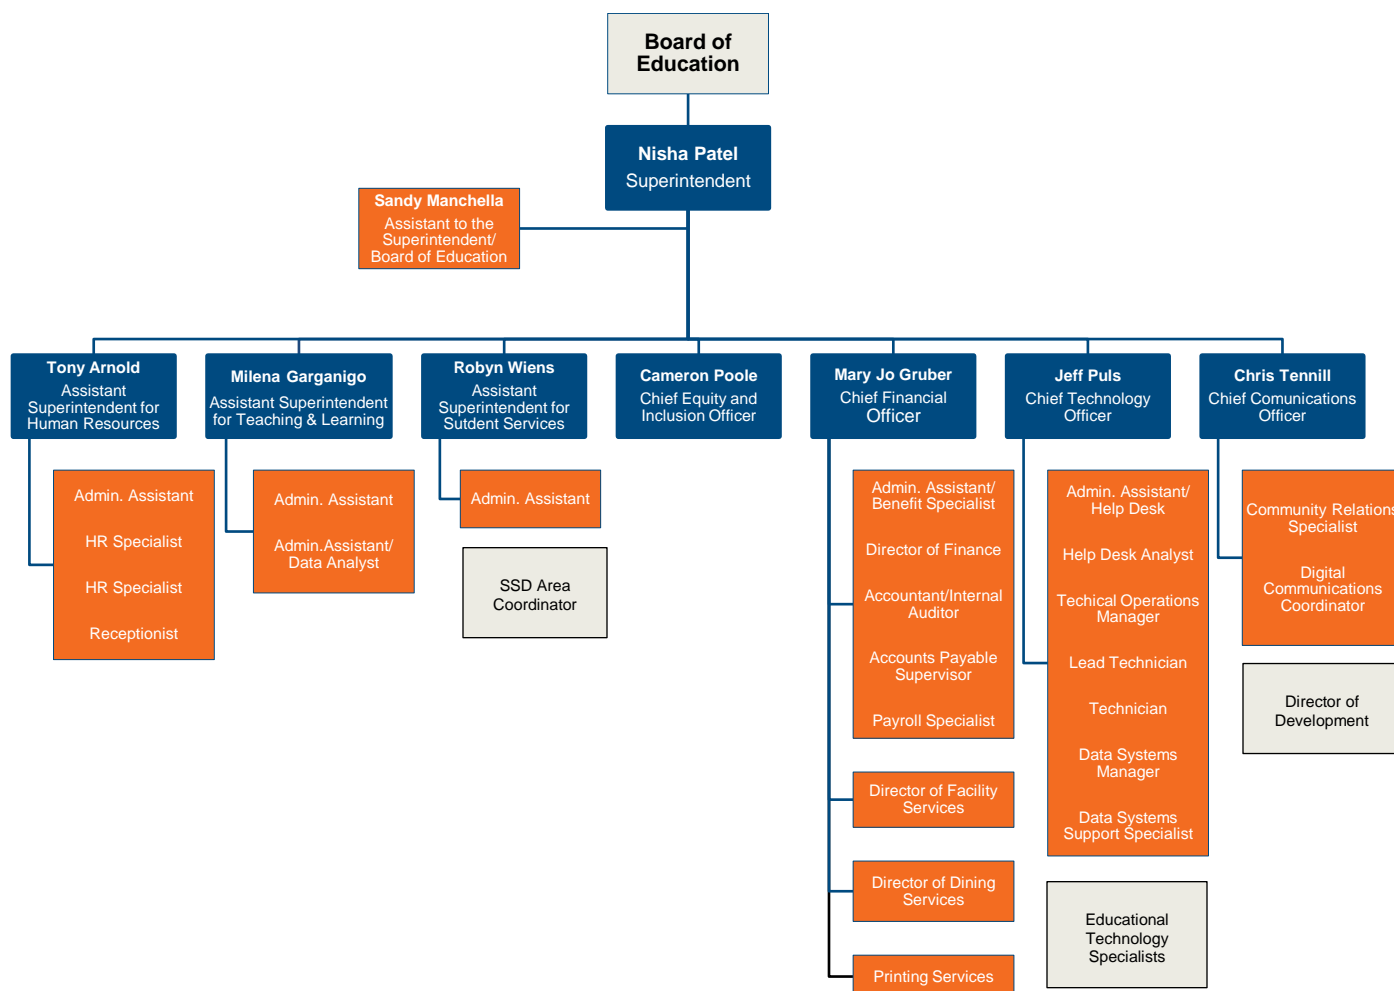 Board of
Education
Nisha Patel
Superintendent
Sandy Manchella
Assistant to the
Superintendent/
Board of Education
Tony Arnold
Assistant
Superintendent for
Human Resources
Milena Garganigo
Assistant Superintendent
for Teaching & Learning
Robyn Wiens
Assistant
Superintendent for
Sutdent Services
Cameron Poole
Chief Equity and
Inclusion Officer
Mary Jo Gruber
Chief Financial
Officer
Jeff Puls
Chief Technology
Officer
Chris Tennill
Chief Comunications
Officer
Admin. Assistant
HR Specialist
HR Specialist
Receptionist
Admin. Assistant
Admin.Assistant/
Data Analyst
Admin. Assistant
SSD Area
Coordinator
Admin. Assistant/
Benefit Specialist
Director of Finance
Accountant/Internal
Auditor
Accounts Payable
Supervisor
Payroll Specialist
Director of Facility
Services
Director of Dining
Services
Printing Services
Admin. Assistant/
Help Desk
Help Desk Analyst
Techical Operations
Manager
Lead Technician
Technician
Data Systems
Manager
Data Systems
Support Specialist
Educational
Technology
Specialists
Community Relations
Specialist
Digital
Communications
Coordinator
Director of
Development